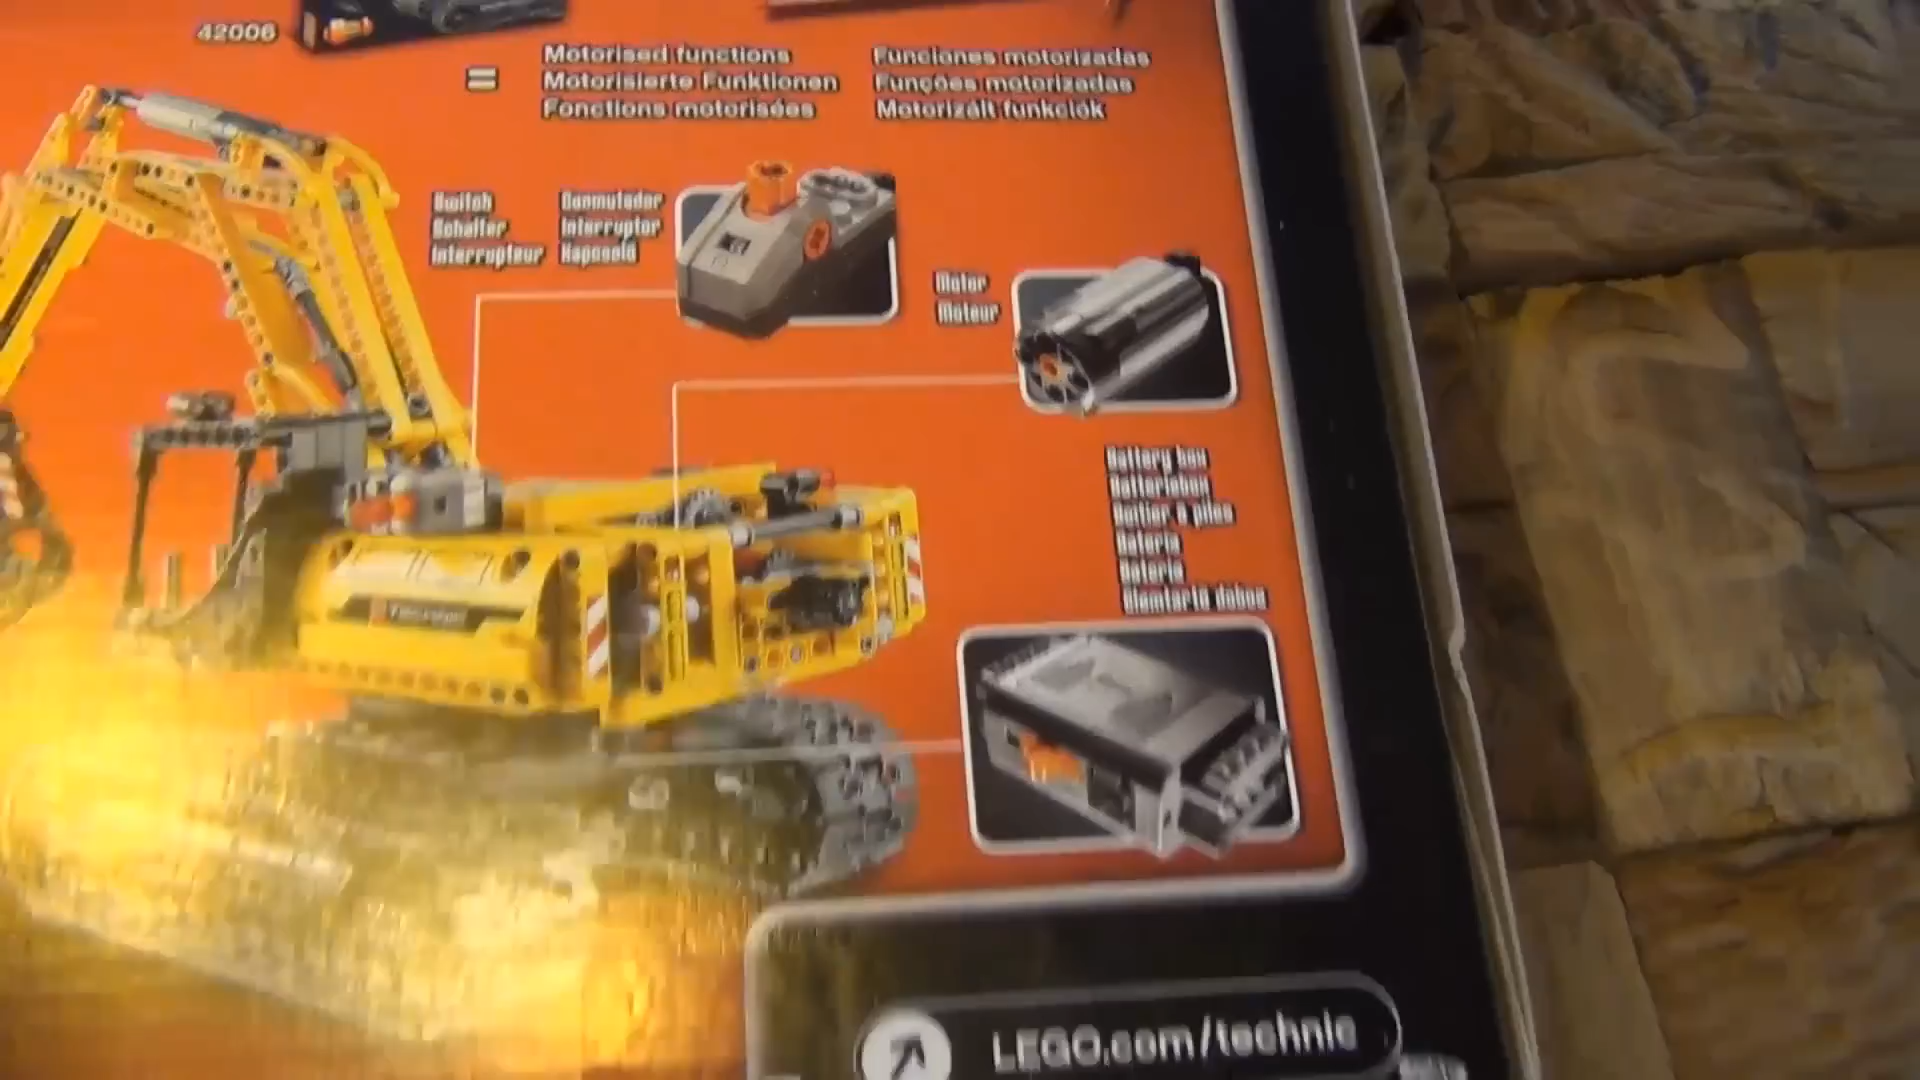 42006
=
Motorised functions
Motorisierte Funktionen
Fonctions motorisées
Funciones motorizadas
Funções motorizadas
Motorizált funkciók
Switch
Schalter
Interrupteur
Conmutador
Interruptor
Kapcsoló
Motor
Moteur
Battery box
LEGO.com/technic